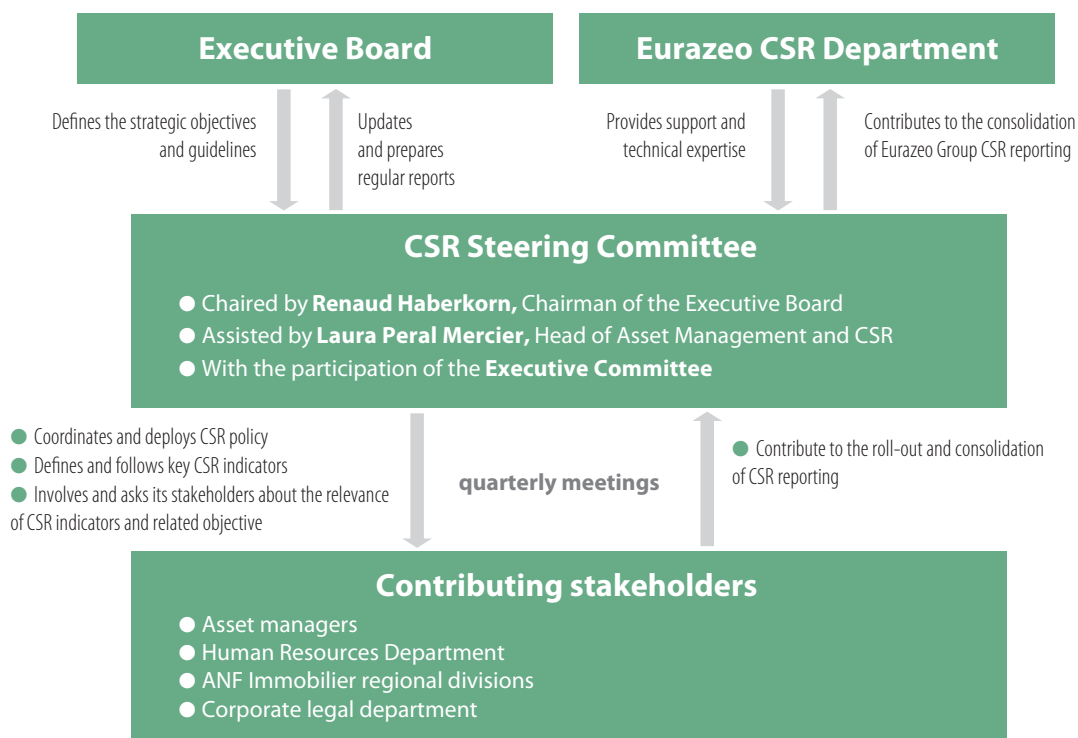 Executive Board
Eurazeo CSR Department
Defines the strategic objectives
and guidelines
Updates
and prepares
regular reports
Provides support and
technical expertise
Contributes to the consolidation
of Eurazeo Group CSR reporting
CSR Steering Committee
● Chaired by Renaud Haberkorn, Chairman of the Executive Board
● Assisted by Laura Peral Mercier, Head of Asset Management and CSR
● With the participation of the Executive Committee
● Coordinates and deploys CSR policy
● Defines and follows key CSR indicators
● Involves and asks its stakeholders about the relevance
of CSR indicators and related objective
quarterly meetings
● Contribute to the roll-out and consolidation
of CSR reporting
Contributing stakeholders
● Asset managers
● Human Resources Department
● ANF Immobilier regional divisions
● Corporate legal department